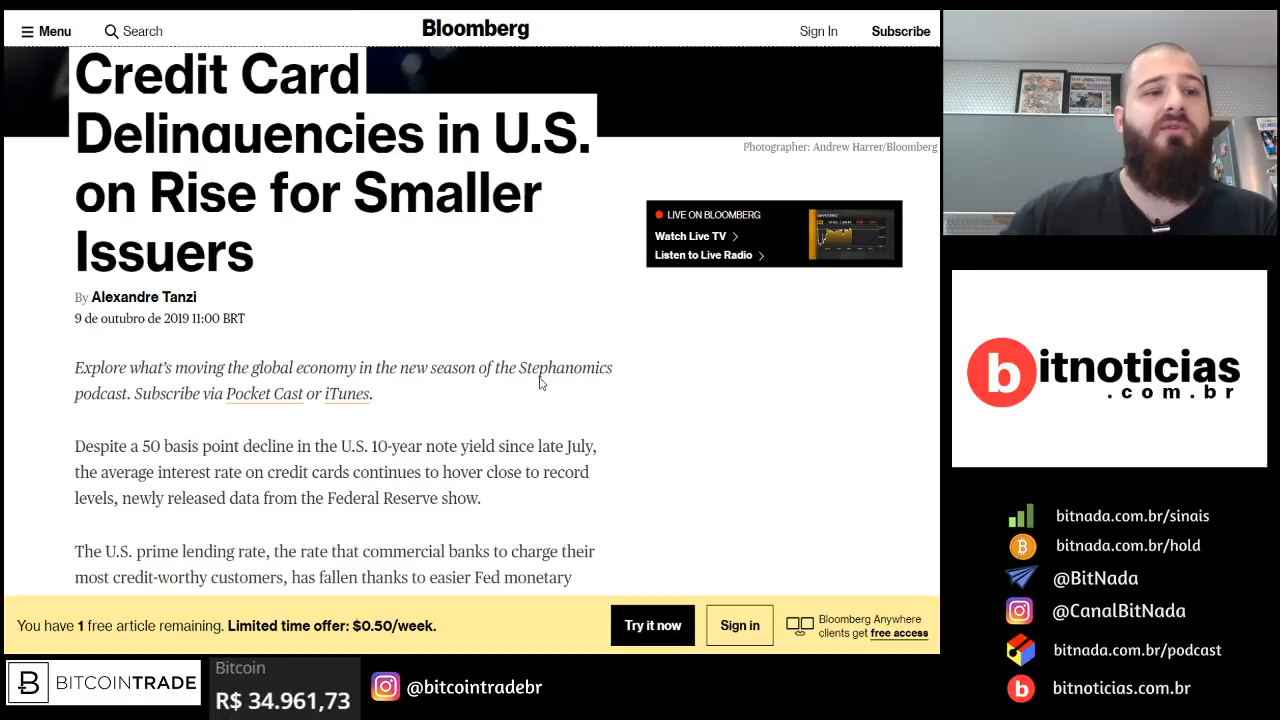 Menu
Search
Bloomberg
Sign In
Subscribe
Credit Card
Delinquencies in U.S.
on Rise for Smaller
Issuers
Photographer: Andrew Harrer/Bloomberg
LIVE ON BLOOMBERG
Watch Live TV
Listen to Live Radio
By Alexandre Tanzi
9 de outubro de 2019 11:00 BRT
Explore what's moving the global economy in the new season of the Stephanomics
podcast. Subscribe via Pocket Cast or iTunes.
Despite a 50 basis point decline in the U.S. 10-year note yield since late July,
the average interest rate on credit cards continues to hover close to record
levels, newly released data from the Federal Reserve show.
The U.S. prime lending rate, the rate that commercial banks to charge their
most credit-worthy customers, has fallen thanks to easier Fed monetary
You have 1 free article remaining. Limited time offer: $0.50/week.
Try it now
Sign in
Bloomberg Anywhere
clients get free access
bitnoticias
.com.br
bitnada.com.br/sinais
bitnada.com.br/hold
@BitNada
@CanalBitNada
bitnada.com.br/podcast
bitnoticias.com.br
BITCOINTRADE
Bitcoin
R$ 34.961,73
@bitcointradebr